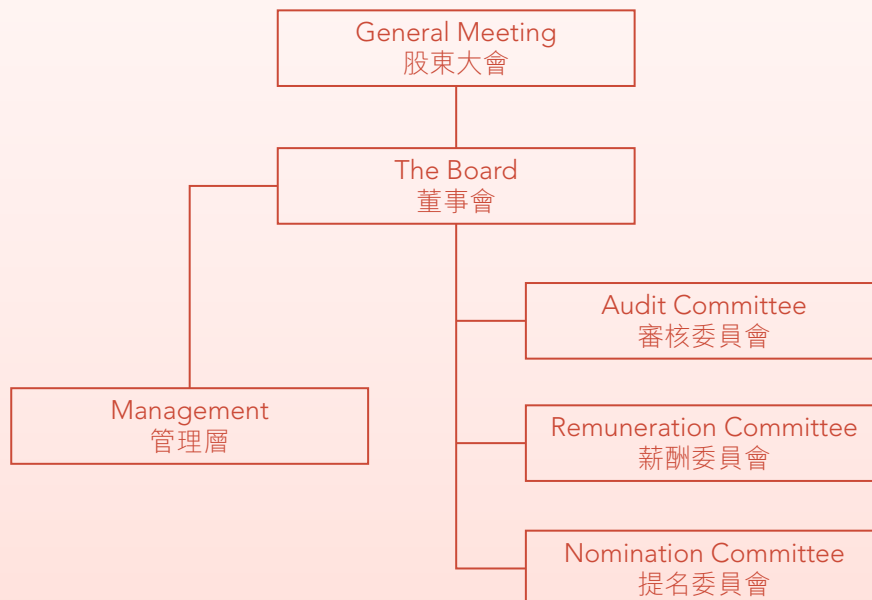 General Meeting
股東大會
The Board
董事會
Audit Committee
審核委員會
Management
管理層
Remuneration Committee
薪酬委員會
Nomination Committee
提名委員會